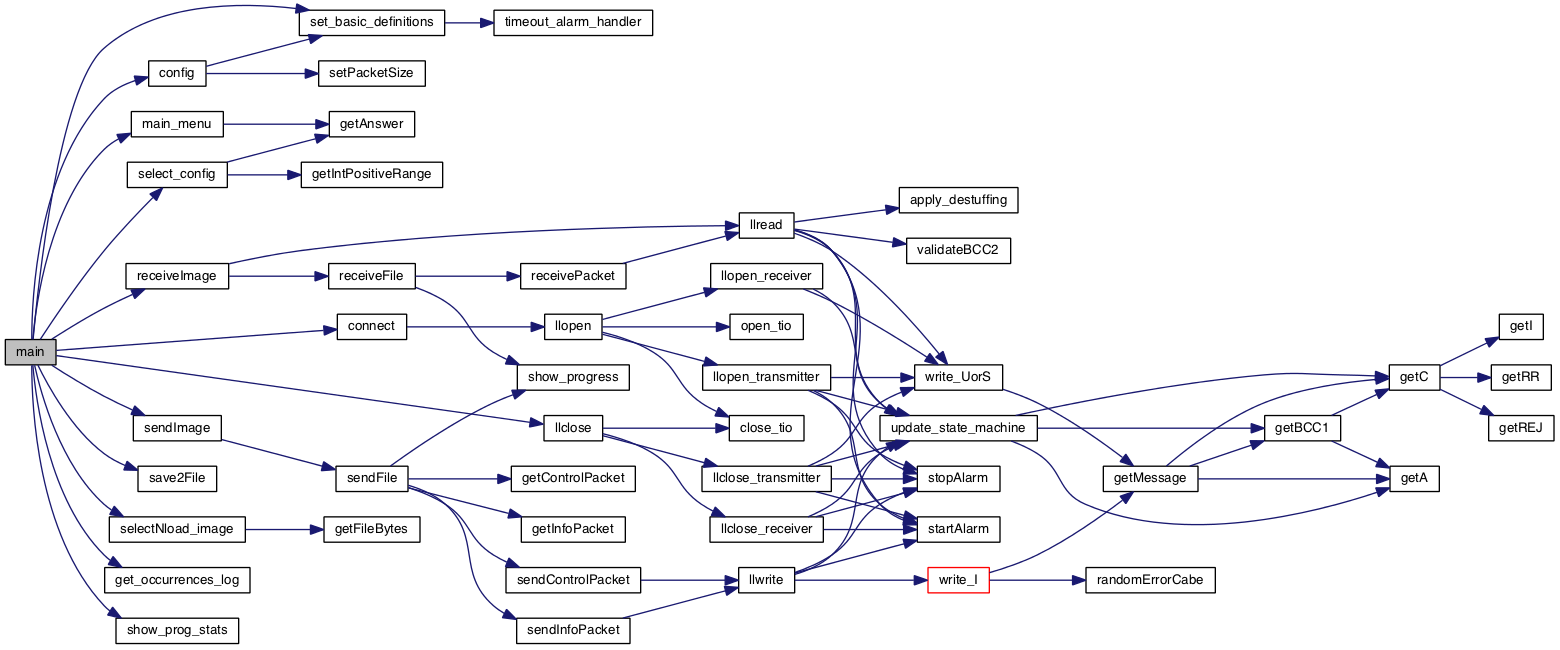 main
set_basic_definitions
timeout_alarm_handler
config
setPacketSize
main_menu
getAnswer
select_config
getIntPositiveRange
receiveImage
receiveFile
receivePacket
llread
apply_destuffing
validateBCC2
connect
llopen
llopen_receiver
open_tio
llopen_transmitter
close_tio
show_progress
write_UorS
update_state_machine
stopAlarm
startAlarm
llclose
llclose_transmitter
llclose_receiver
sendImage
sendFile
getControlPacket
getInfoPacket
sendControlPacket
sendInfoPacket
llwrite
write_I
randomErrorCabe
getMessage
getBCC1
getC
getA
getI
getRR
getREJ
save2File
selectNload_image
getFileBytes
get_occurrences_log
show_prog_stats